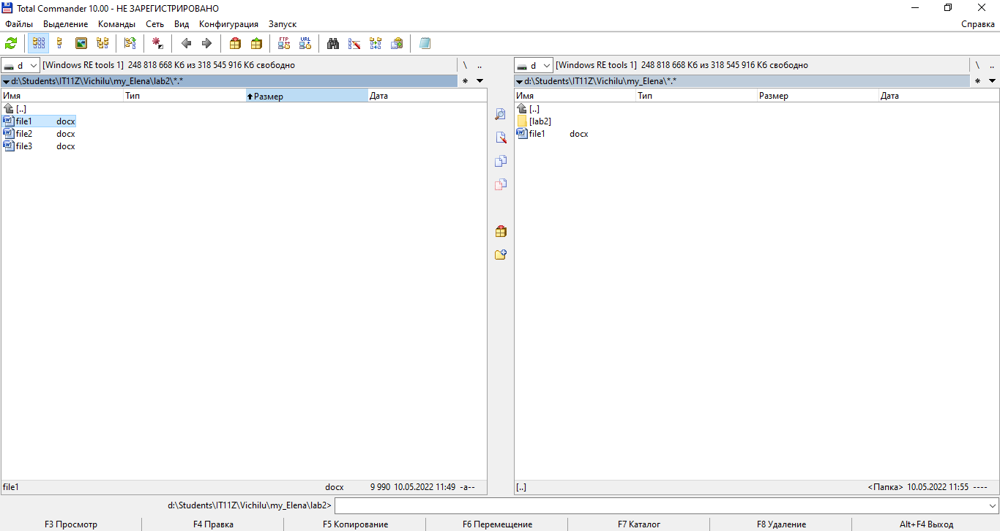 Total Commander 10.00 - НЕ ЗАРЕГИСТРИРОВАНО
Файлы Выделение Команды Сеть Вид Конфигурация Запуск Справка
FTP URL
d [Windows RE tools 1] 248 818 668 Кб из 318 545 916 Кб свободно \ ..
d [Windows RE tools 1] 248 818 668 Кб из 318 545 916 Кб свободно \ ..
d:\Students\IT11Z\Vichilu\my_Elena\lab2\*.* *
d:\Students\IT11Z\Vichilu\my_Elena\*.* *
Имя Тип Размер Дата
[..]
file1 docx
file2 docx
file3 docx
Имя Тип Размер Дата
[..]
[lab2]
file1 docx
file1 docx 9 990 10.05.2022 11:49 -a--
[..] <Папка> 10.05.2022 11:55 ----
d:\Students\IT11Z\Vichilu\my_Elena\lab2>
F3 Просмотр F4 Правка F5 Копирование F6 Перемещение F7 Каталог F8 Удаление Alt+F4 Выход